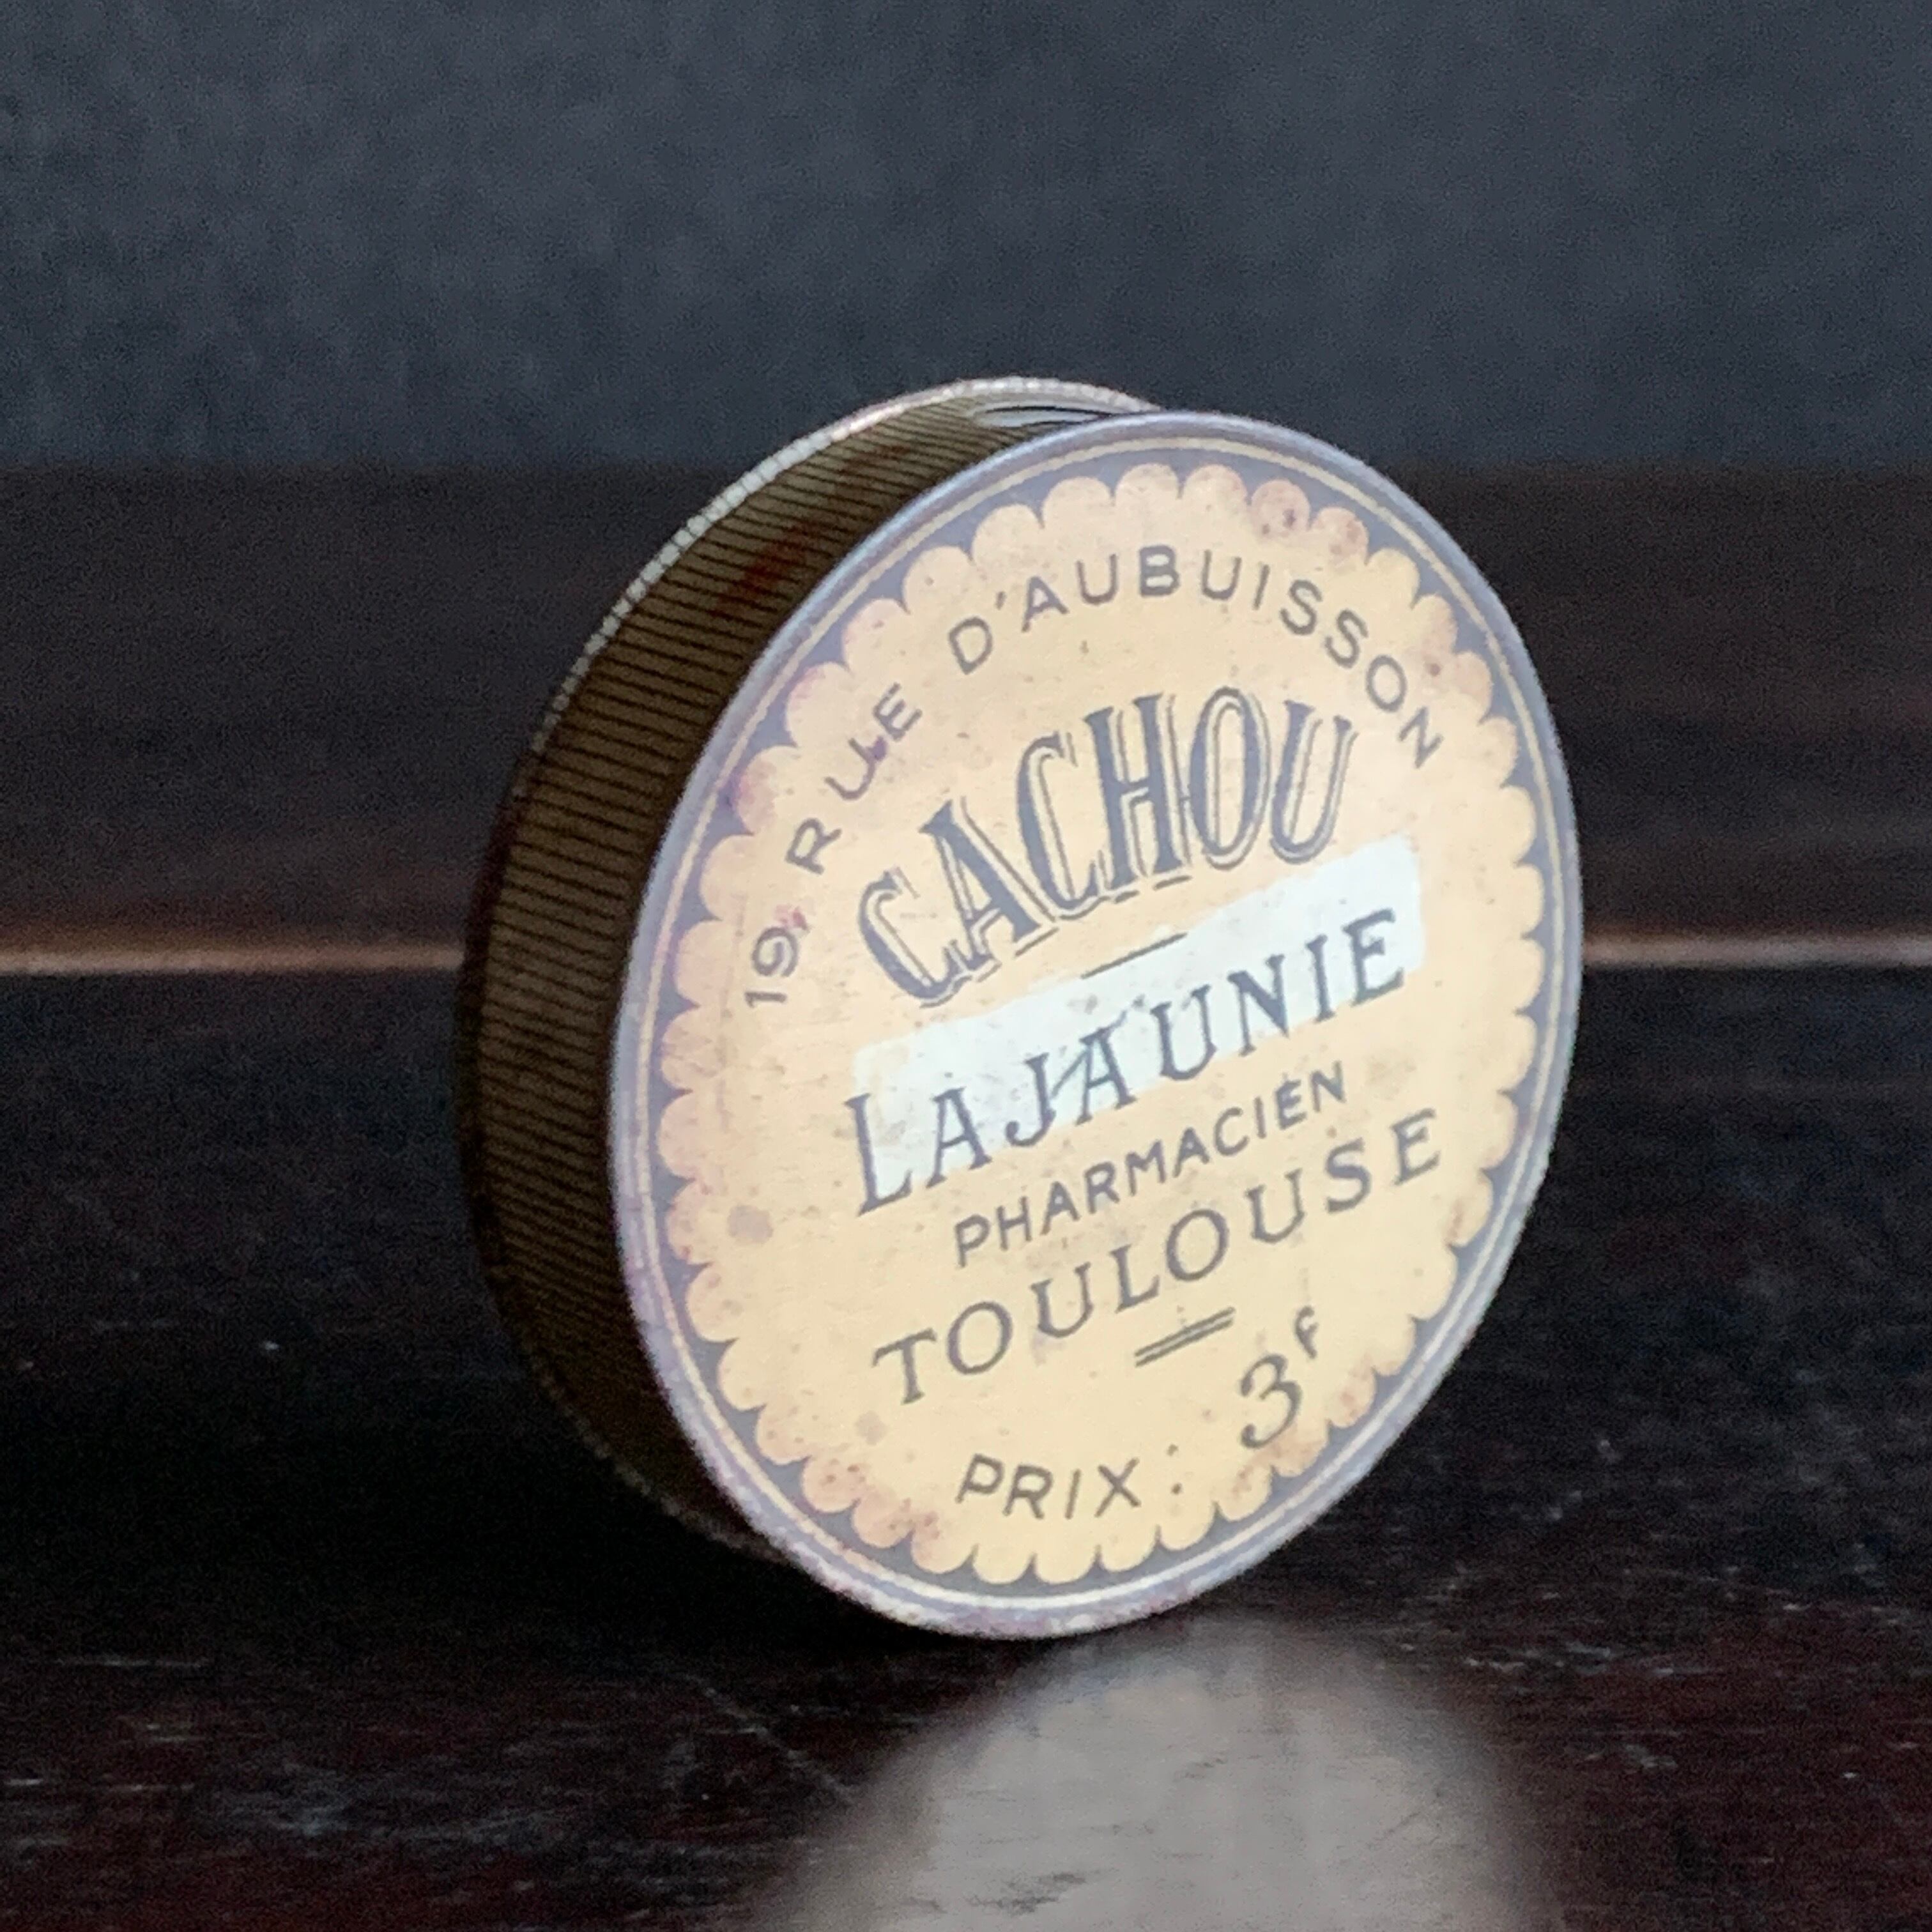 19, RUE D'AUBUISSON
CACHOU
LAJAUNIE
PHARMACIEN
TOULOUSE
PRIX: 3F